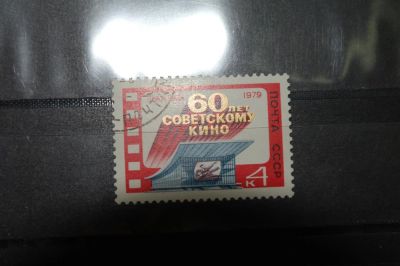 1979
60 ЛЕТ
СОВЕТСКОМУ
КИНО
ПОЧТА СССР
4К